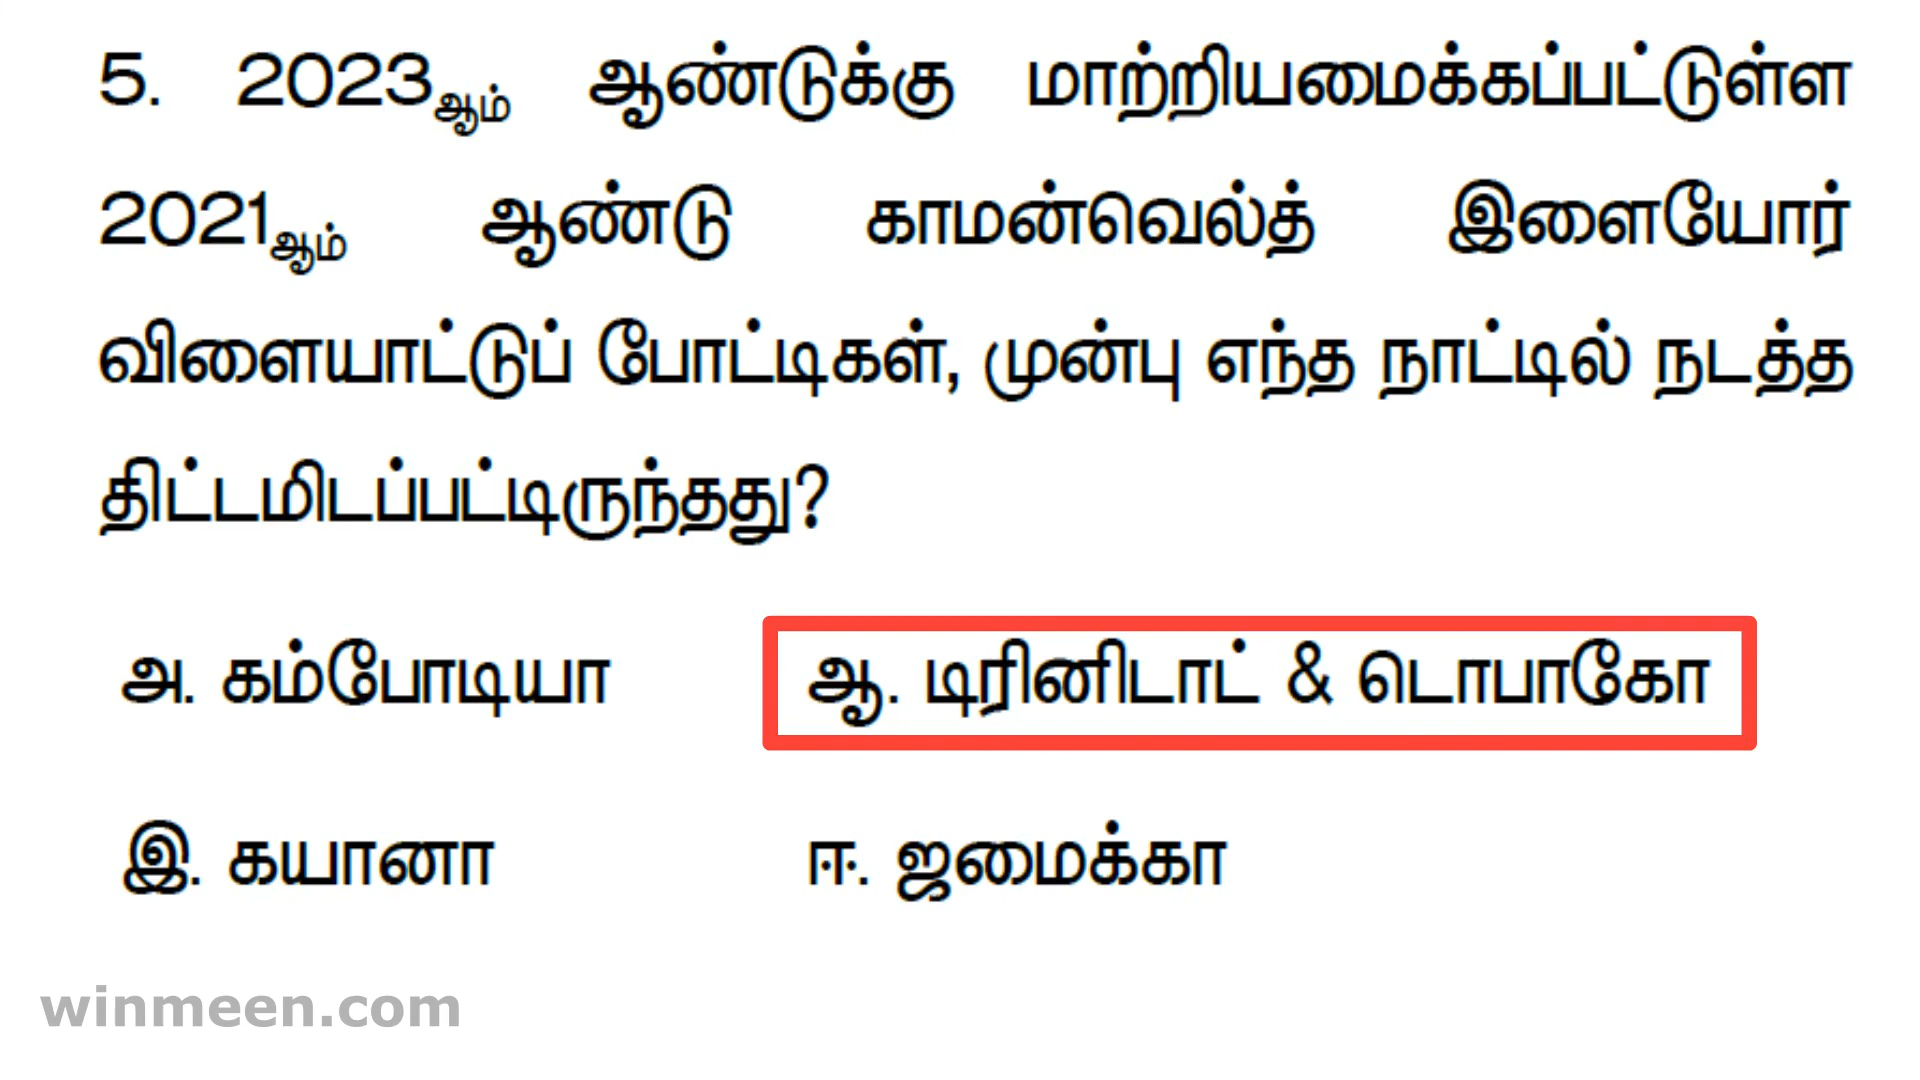 5. 2023ஆம் ஆண்டுக்கு மாற்றியமைக்கப்பட்டுள்ள
2021ஆம் ஆண்டு காமன்வெல்த் இளையோர்
விளையாட்டுப் போட்டிகள், முன்பு எந்த நாட்டில் நடத்த
திட்டமிடப்பட்டிருந்தது?
அ. கம்போடியா ஆ. டிரினிடாட் & டொபாகோ
இ. கயானா ஈ. ஜமைக்கா
winmeen.com